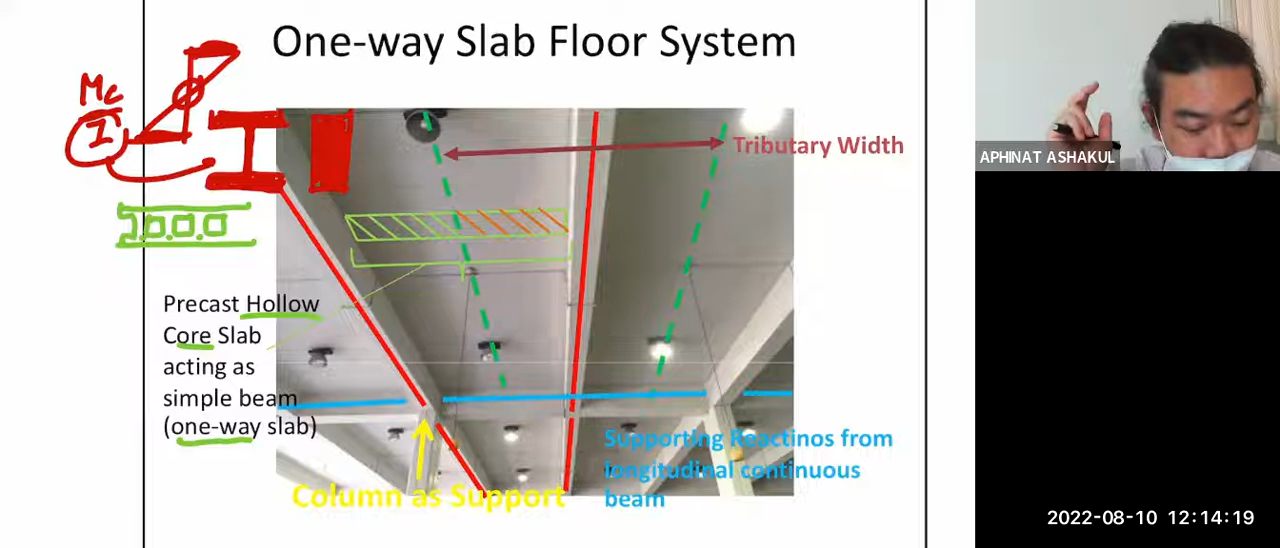 One-way Slab Floor System
Mc
I
Tributary Width
APHINAT ASHAKUL
Precast Hollow
Core Slab
acting as
simple beam
(one-way slab)
Supporting Reactinos from
longitudinal continuous
beam
Column as Support
2022-08-10 12:14:19